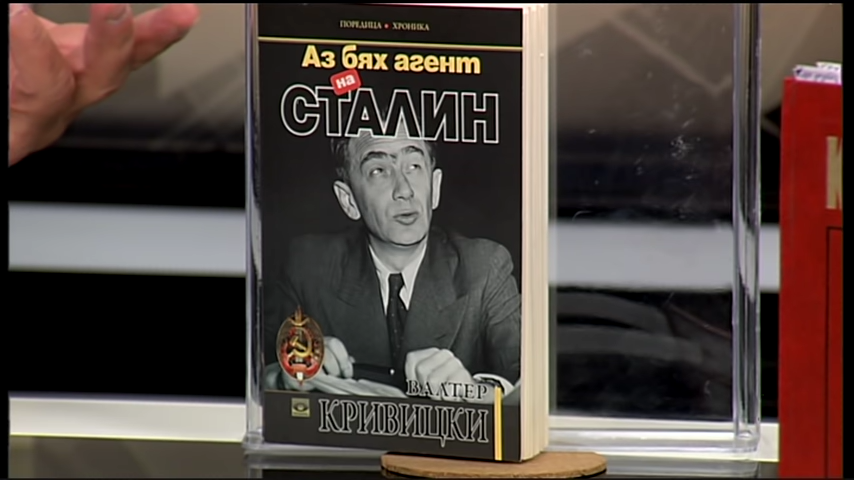 ПОРЕДИЦА • ХРОНИКА
Аз бях агент
на
СТАЛИН
ВАЛТЕР
КРИВИЦКИ
К